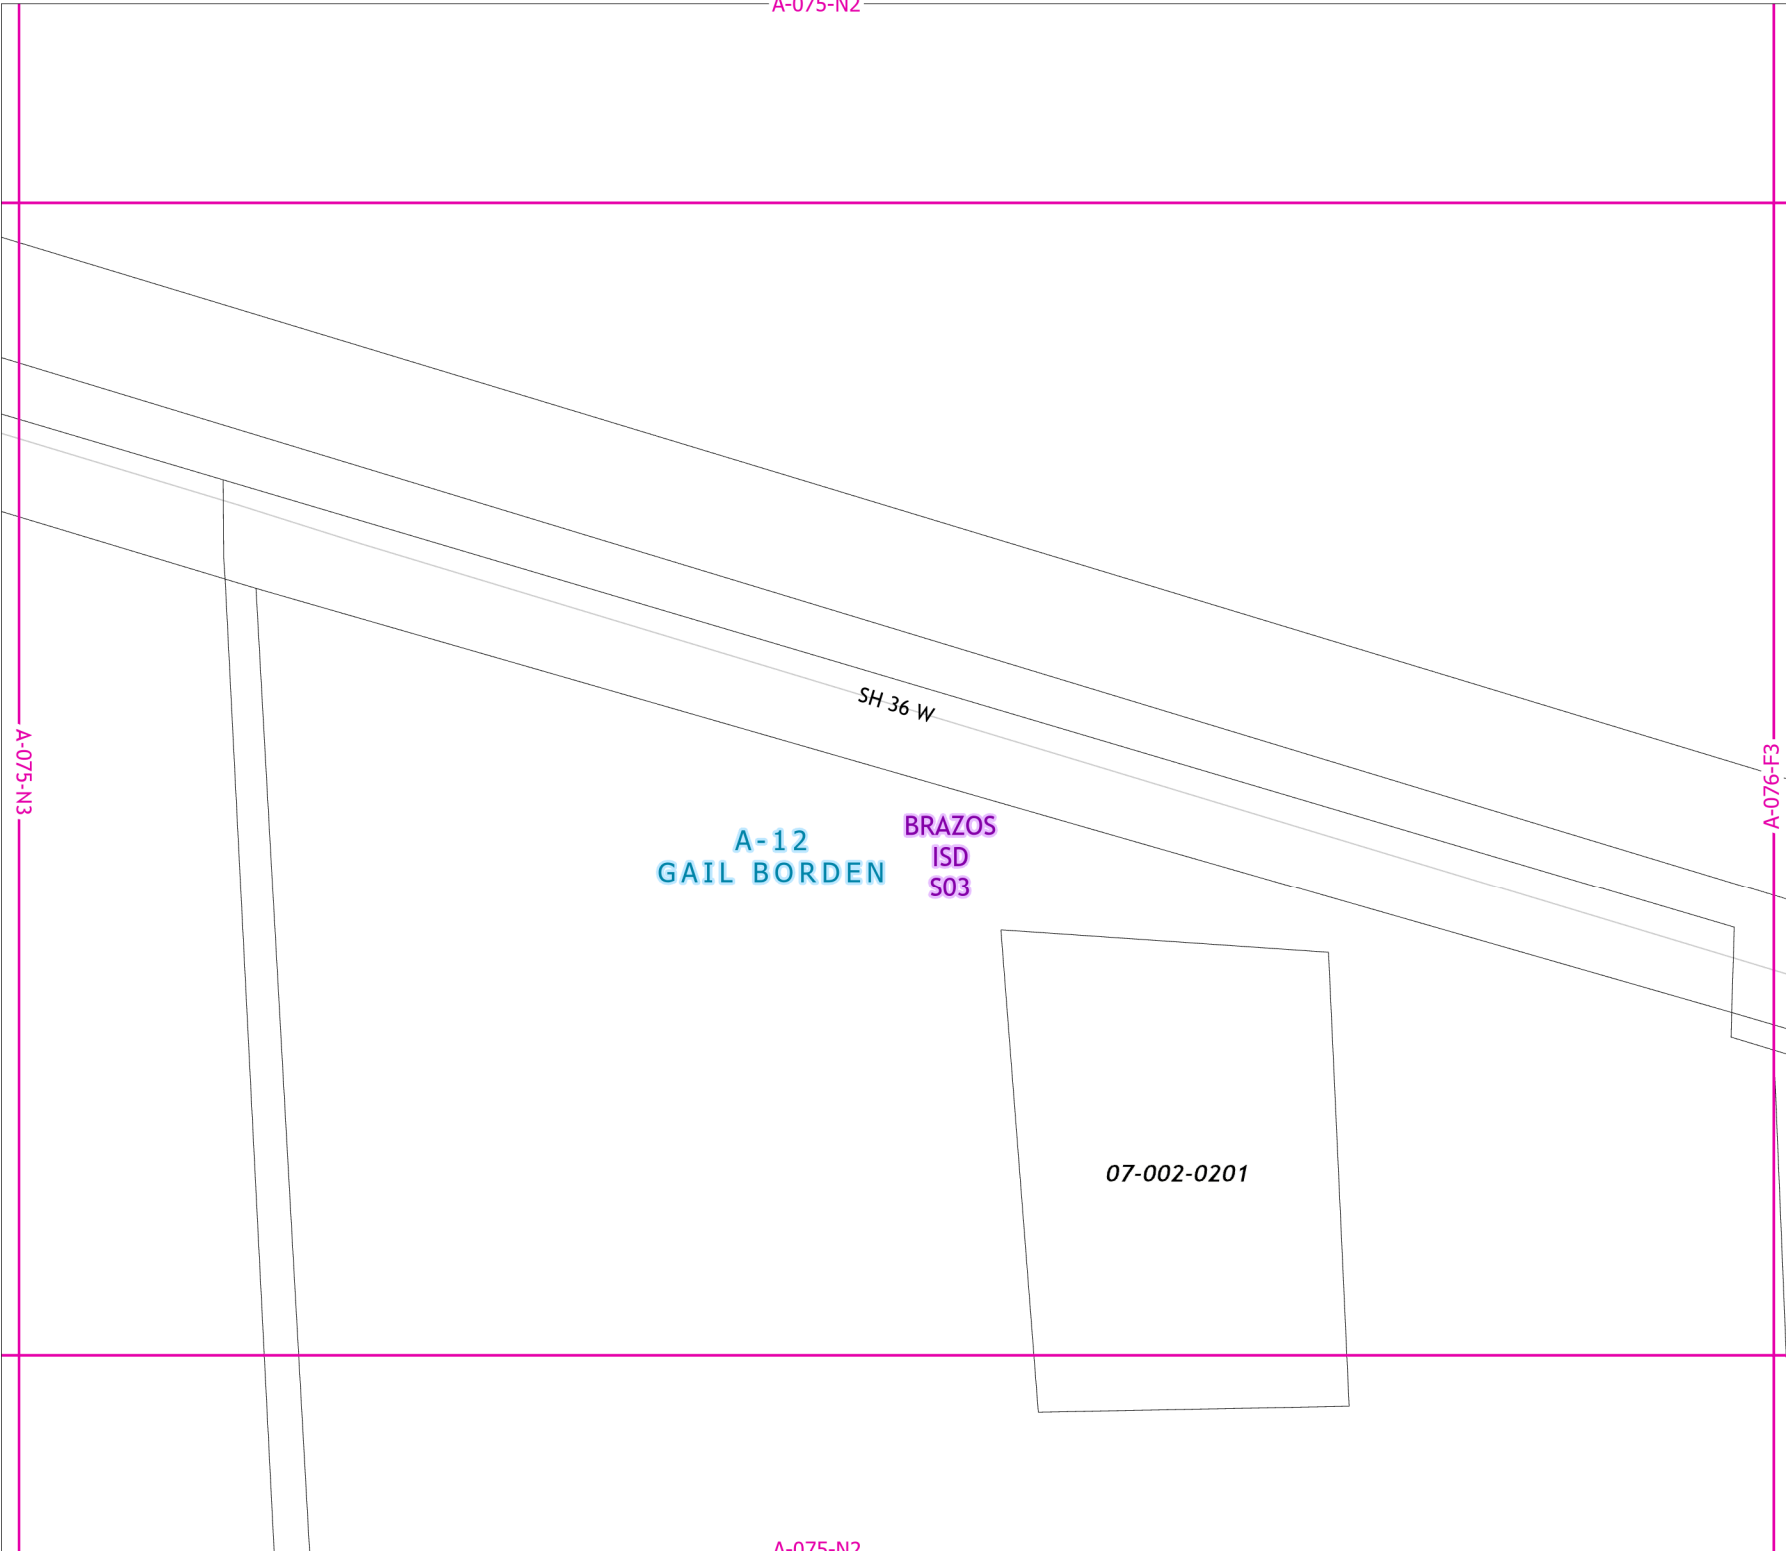 A-075-N2
SH 36 W
A-075-N3
A-076-F3
A-12
GAIL BORDEN
BRAZOS
ISD
S03
07-002-0201
A-075-N2